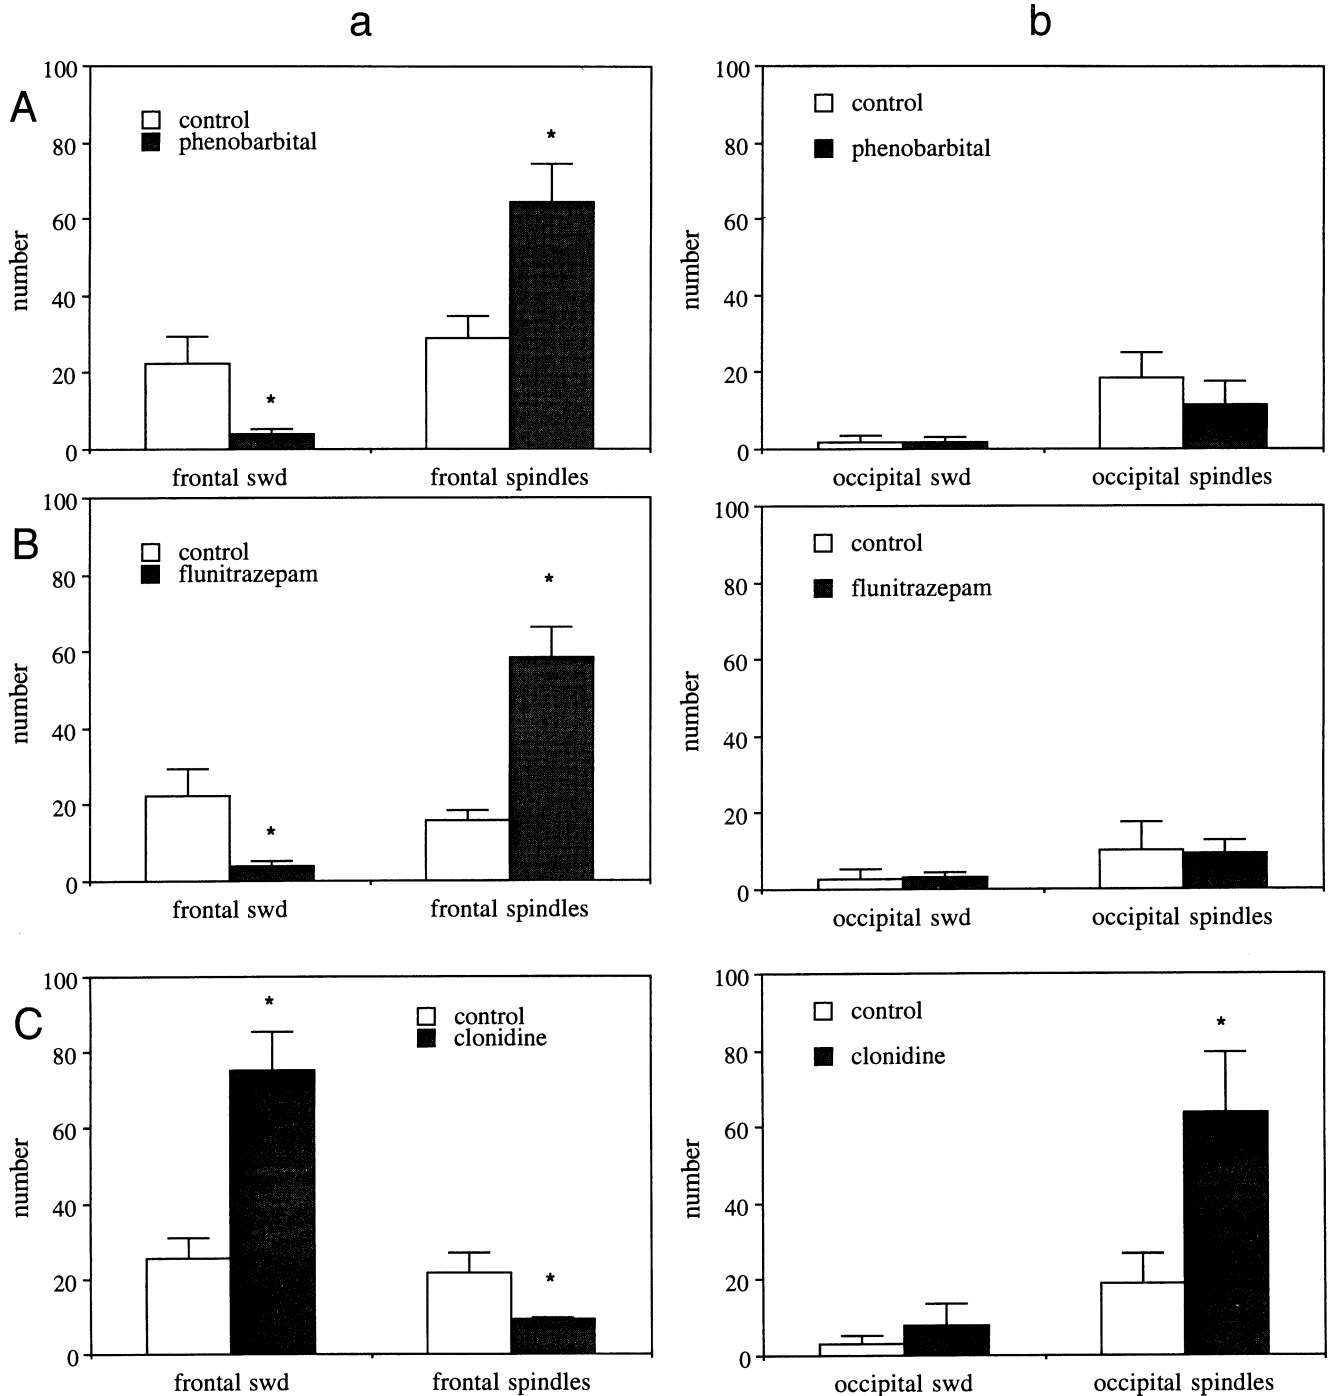 a
b
A
100
80
60
40
20
0
number
control
phenobarbital
*
*
frontal swd
frontal spindles
100
80
60
40
20
0
number
control
phenobarbital
occipital swd
occipital spindles
B
100
80
60
40
20
0
number
control
flunitrazepam
*
*
frontal swd
frontal spindles
100
80
60
40
20
0
number
control
flunitrazepam
occipital swd
occipital spindles
C
100
80
60
40
20
0
number
control
clonidine
*
*
frontal swd
frontal spindles
100
80
60
40
20
0
number
control
clonidine
*
occipital swd
occipital spindles